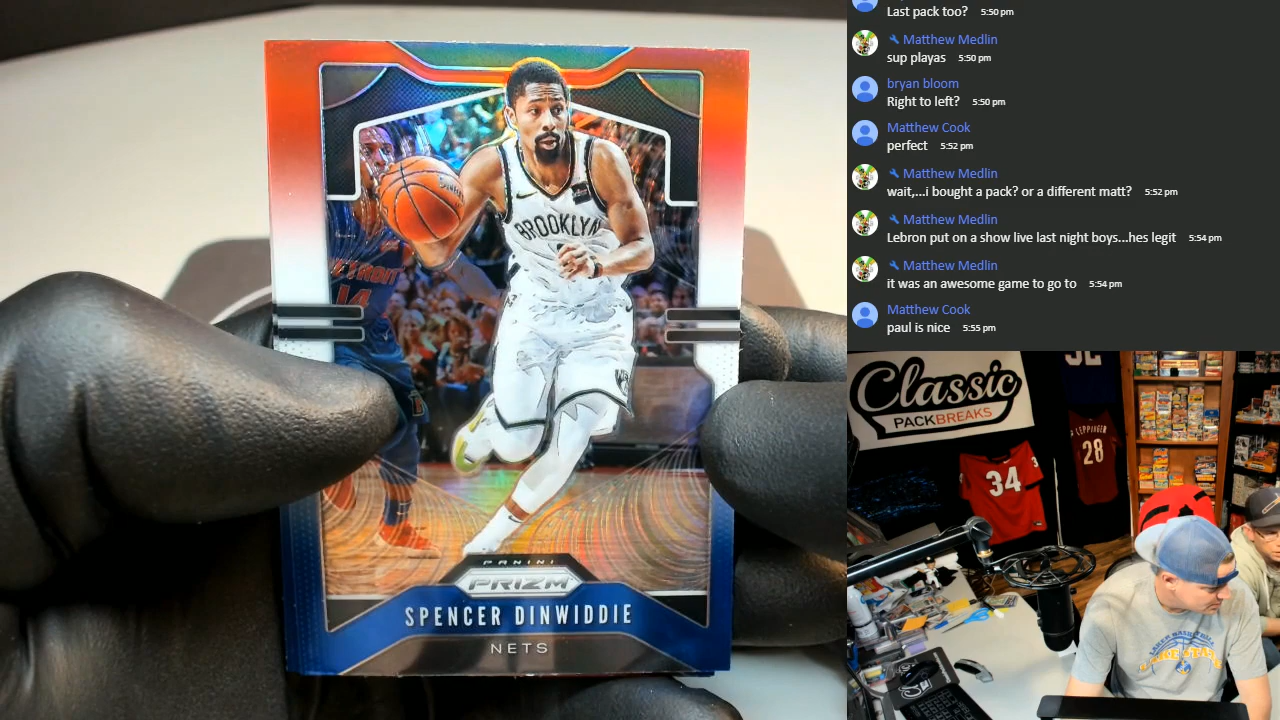 BROOKLYN
14
PANINI
PRIZM
SPENCER DINWIDDIE
NETS
Last pack too? 5:50 pm
Matthew Medlin
sup playas 5:50 pm
bryan bloom
Right to left? 5:50 pm
Matthew Cook
perfect 5:52 pm
Matthew Medlin
wait,...i bought a pack? or a different matt? 5:52 pm
Matthew Medlin
Lebron put on a show live last night boys...hes legit 5:54 pm
Matthew Medlin
it was an awesome game to go to 5:54 pm
Matthew Cook
paul is nice 5:55 pm
Classic
PACKBREAKS
34
28